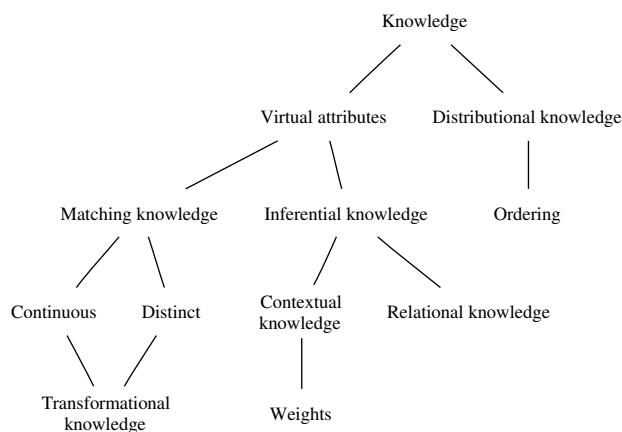 Knowledge
Virtual attributes
Distributional knowledge
Matching knowledge
Inferential knowledge
Ordering
Continuous
Distinct
Contextual
knowledge
Relational knowledge
Transformational
knowledge
Weights